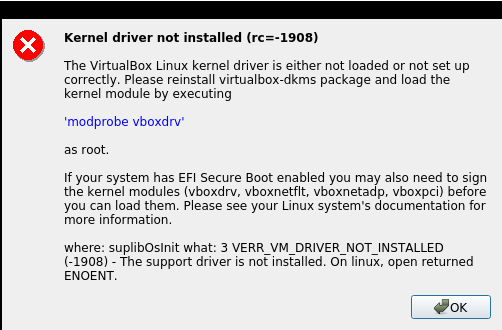 Kernel driver not installed (rc=-1908)
The VirtualBox Linux kernel driver is either not loaded or not set up
correctly. Please reinstall virtualbox-dkms package and load the
kernel module by executing
'modprobe vboxdrv'
as root.
If your system has EFI Secure Boot enabled you may also need to sign
the kernel modules (vboxdrv, vboxnetflt, vboxnetadp, vboxpci) before
you can load them. Please see your Linux system's documentation for
more information.
where: suplibOsInit what: 3 VERR_VM_DRIVER_NOT_INSTALLED
(-1908) - The support driver is not installed. On linux, open returned
ENOENT.
OK